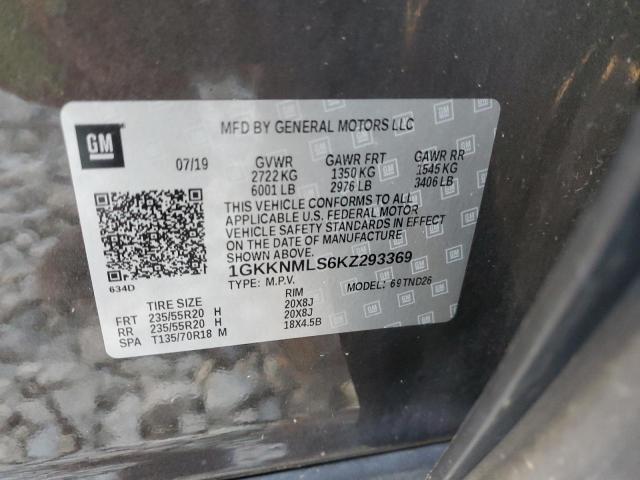 GM
MFD BY GENERAL MOTORS LLC
07/19 GVWR GAWR FRT GAWR RR
2722 KG 1350 KG 1545 KG
6001 LB 2976 LB 3406 LB
THIS VEHICLE CONFORMS TO ALL
APPLICABLE U.S. FEDERAL MOTOR
VEHICLE SAFETY STANDARDS IN EFFECT
ON THE DATE OF MANUFACTURE
SHOWN ABOVE.
1GKKNMLS6KZ293369
TYPE: M.P.V. MODEL: 69TND26
634D
TIRE SIZE RIM
FRT 235/55R20 H 20X8J
RR 235/55R20 H 20X8J
SPA T135/70R18 M 18X4.5B